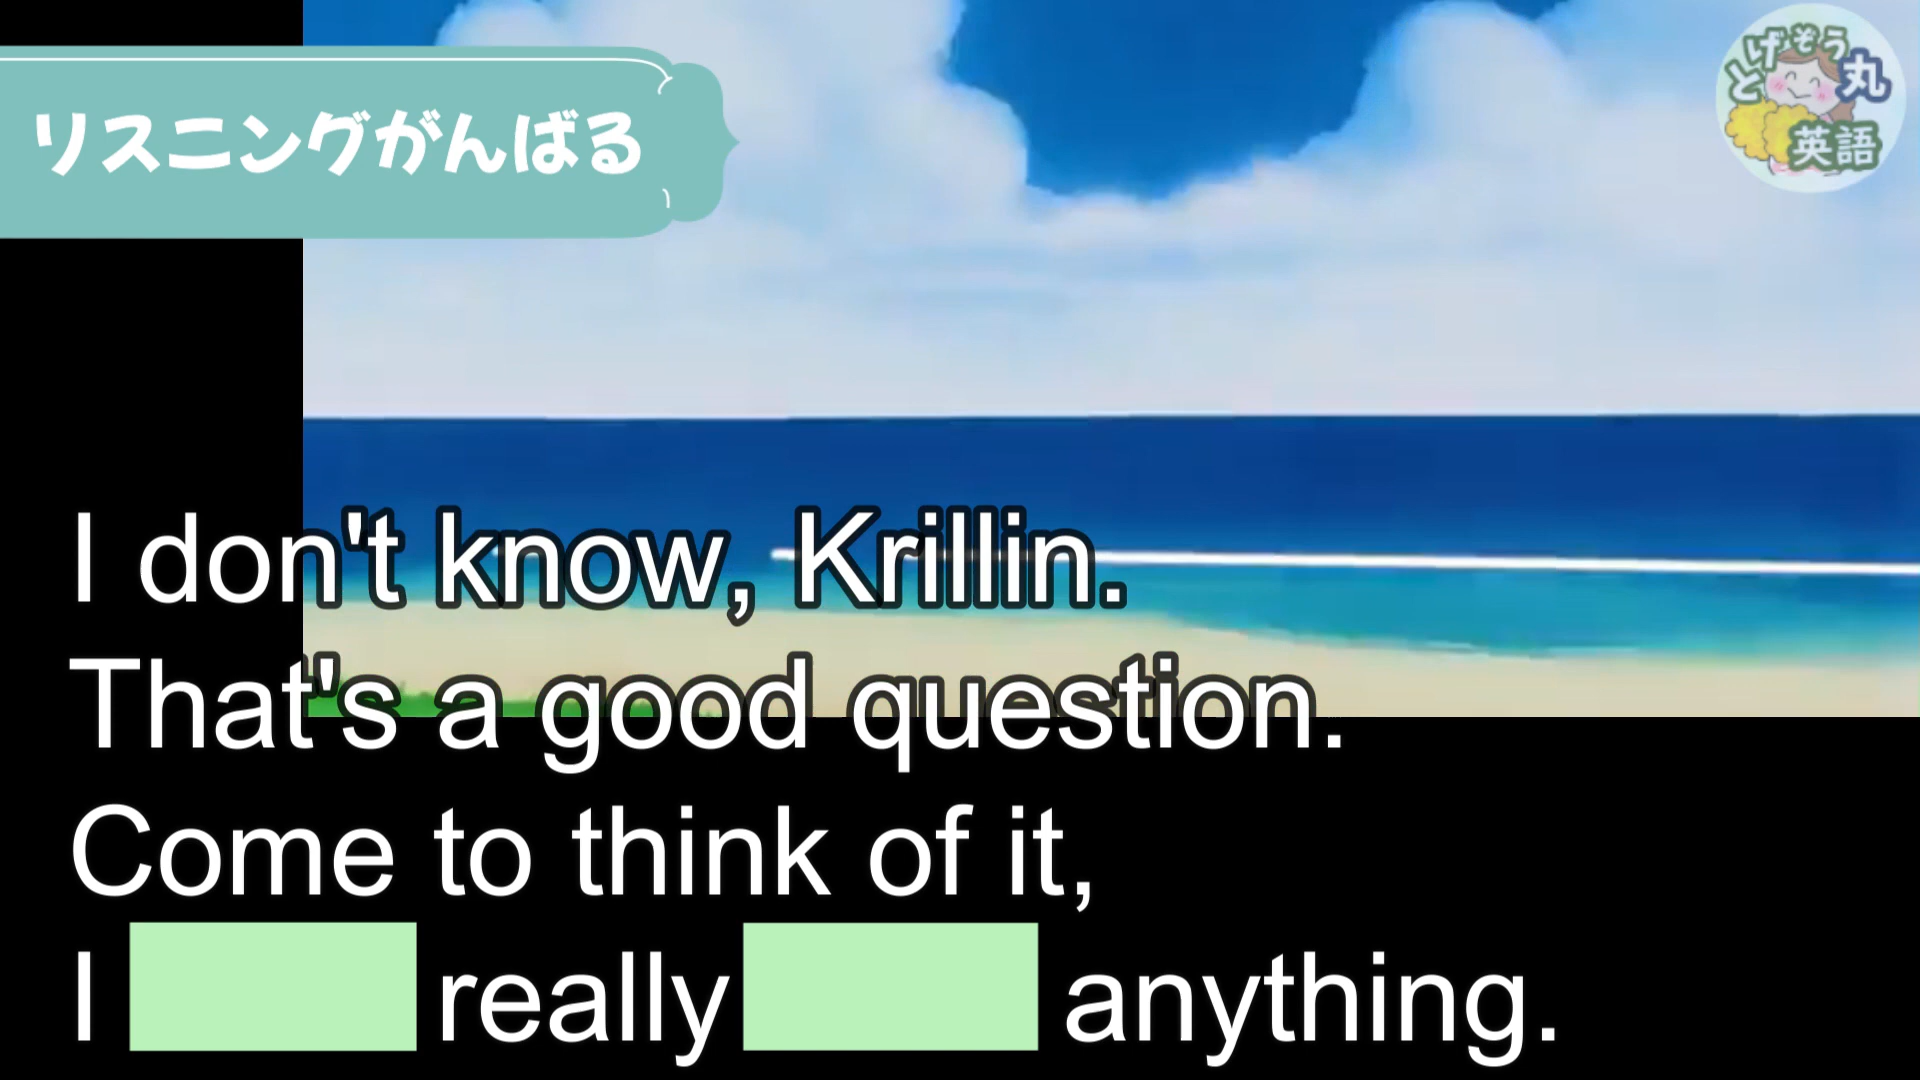 リスニングがんばる
とげぞう丸
英語
I don't know, Krillin.
That's a good question.
Come to think of it,
I really anything.